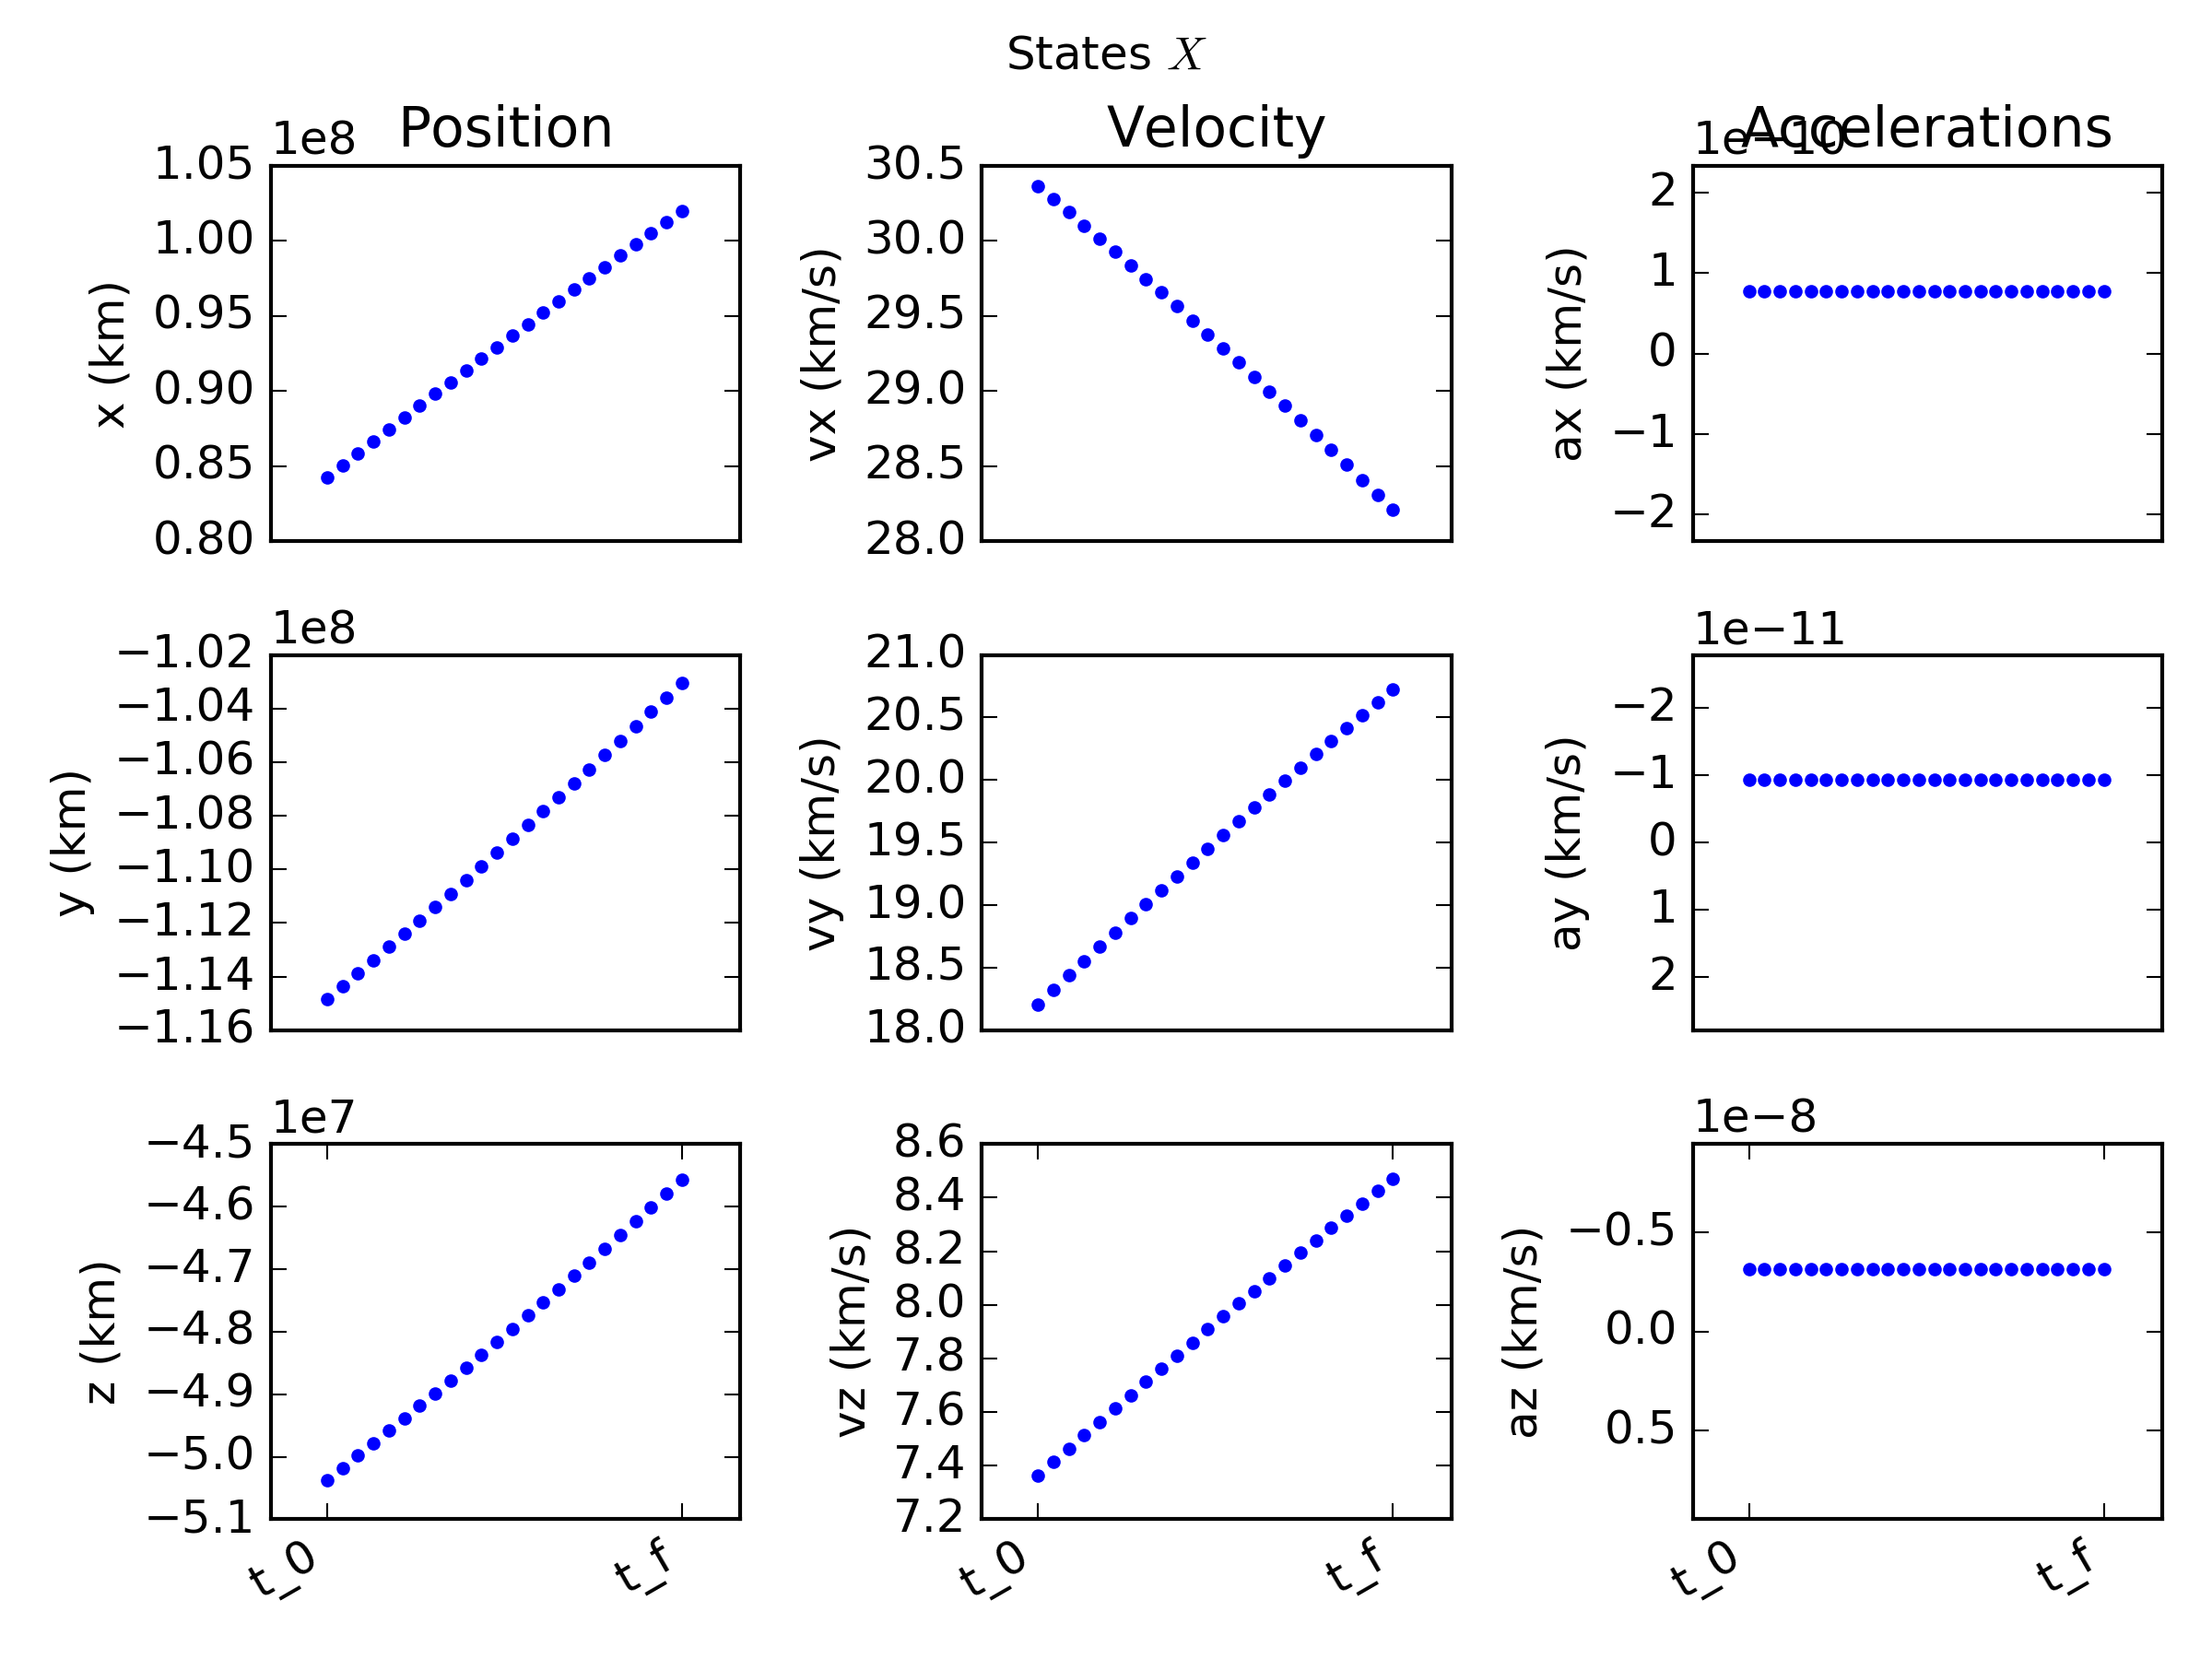 States X
Position
Velocity
Accelerations
1e8
1.05
1.00
0.95
0.90
0.85
0.80
x (km)
30.5
30.0
29.5
29.0
28.5
28.0
vx (km/s)
1e−10
2
1
0
−1
−2
ax (km/s)
1e8
−1.02
−1.04
−1.06
−1.08
−1.10
−1.12
−1.14
−1.16
y (km)
21.0
20.5
20.0
19.5
19.0
18.5
18.0
vy (km/s)
1e−11
−2
−1
0
1
2
ay (km/s)
1e7
−4.5
−4.6
−4.7
−4.8
−4.9
−5.0
−5.1
z (km)
t_0
t_f
8.6
8.4
8.2
8.0
7.8
7.6
7.4
7.2
vz (km/s)
t_0
t_f
1e−8
−0.5
0.0
0.5
az (km/s)
t_0
t_f